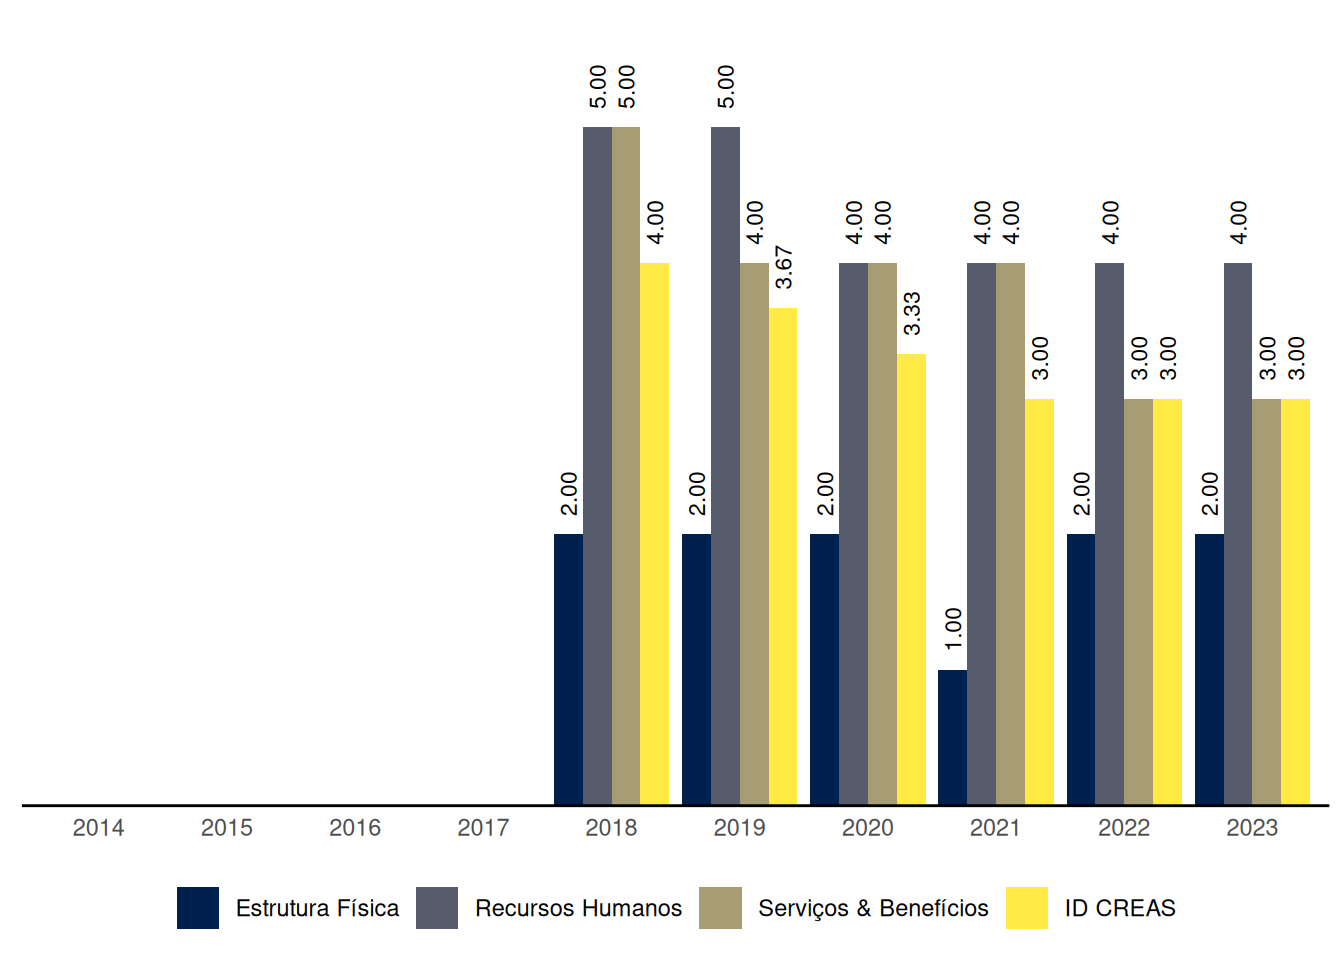 5.00 5.00 5.00
4.00 4.00 4.00 4.00 4.00 4.00 4.00 4.00
3.67
3.33
3.00 3.00 3.00 3.00 3.00
2.00 2.00 2.00 2.00 2.00
1.00
2014 2015 2016 2017 2018 2019 2020 2021 2022 2023
Estrutura Física Recursos Humanos Serviços & Benefícios ID CREAS